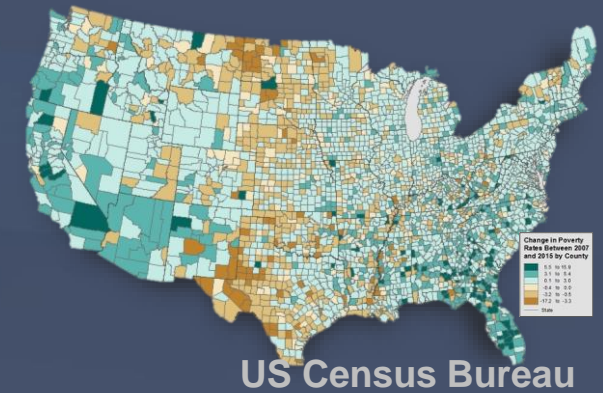 Change in Poverty
Rates Between 2007
and 2015 by County
5.5 to 10.8
3.1 to 5.4
0.1 to 3.0
-0.4 to 0.0
-3.2 to -0.5
-17.2 to -3.3
State
US Census Bureau